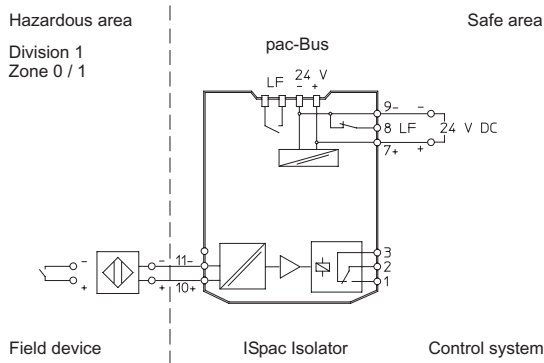 Hazardous area
Safe area
Division 1
Zone 0 / 1
pac-Bus
LF 24 V
- +
9- -
8 LF 24 V DC
7+ +
- - 11-
+ + 10+
3
2
1
Field device
ISpac Isolator
Control system